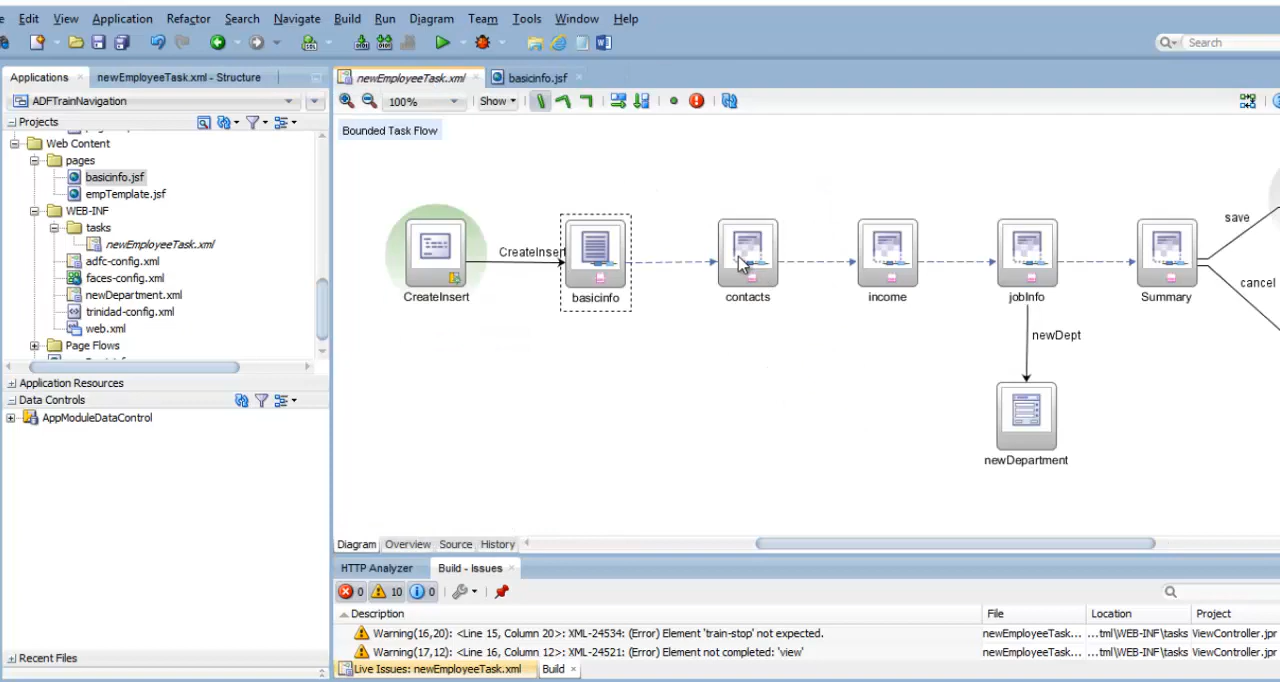 Edit View Application Refactor Search Navigate Build Run Diagram Team Tools Window Help
Search
Applications newEmployeeTask.xml - Structure newEmployeeTask.xml basicinfo.jsf
ADFTrainNavigation 100% Show
Projects
Bounded Task Flow
Web Content
pages
basicinfo.jsf
empTemplate.jsf
WEB-INF
tasks
newEmployeeTask.xml
adfc-config.xml
faces-config.xml
newDepartment.xml
trinidad-config.xml
web.xml
Page Flows
Application Resources
Data Controls
AppModuleDataControl
Recent Files
save
CreateInsert
cancel
CreateInsert basicinfo contacts income jobInfo Summary
newDept
newDepartment
Diagram Overview Source History
HTTP Analyzer Build - Issues
0 10 0
Description File Location Project
Warning(16,20): <Line 15, Column 20>: XML-24534: (Error) Element 'train-stop' not expected. newEmployeeTask... ...tml\WEB-INF\tasks ViewController.jpr
Warning(17,12): <Line 16, Column 12>: XML-24521: (Error) Element not completed: 'view' newEmployeeTask... ...tml\WEB-INF\tasks ViewController.jpr
Live Issues: newEmployeeTask.xml Build